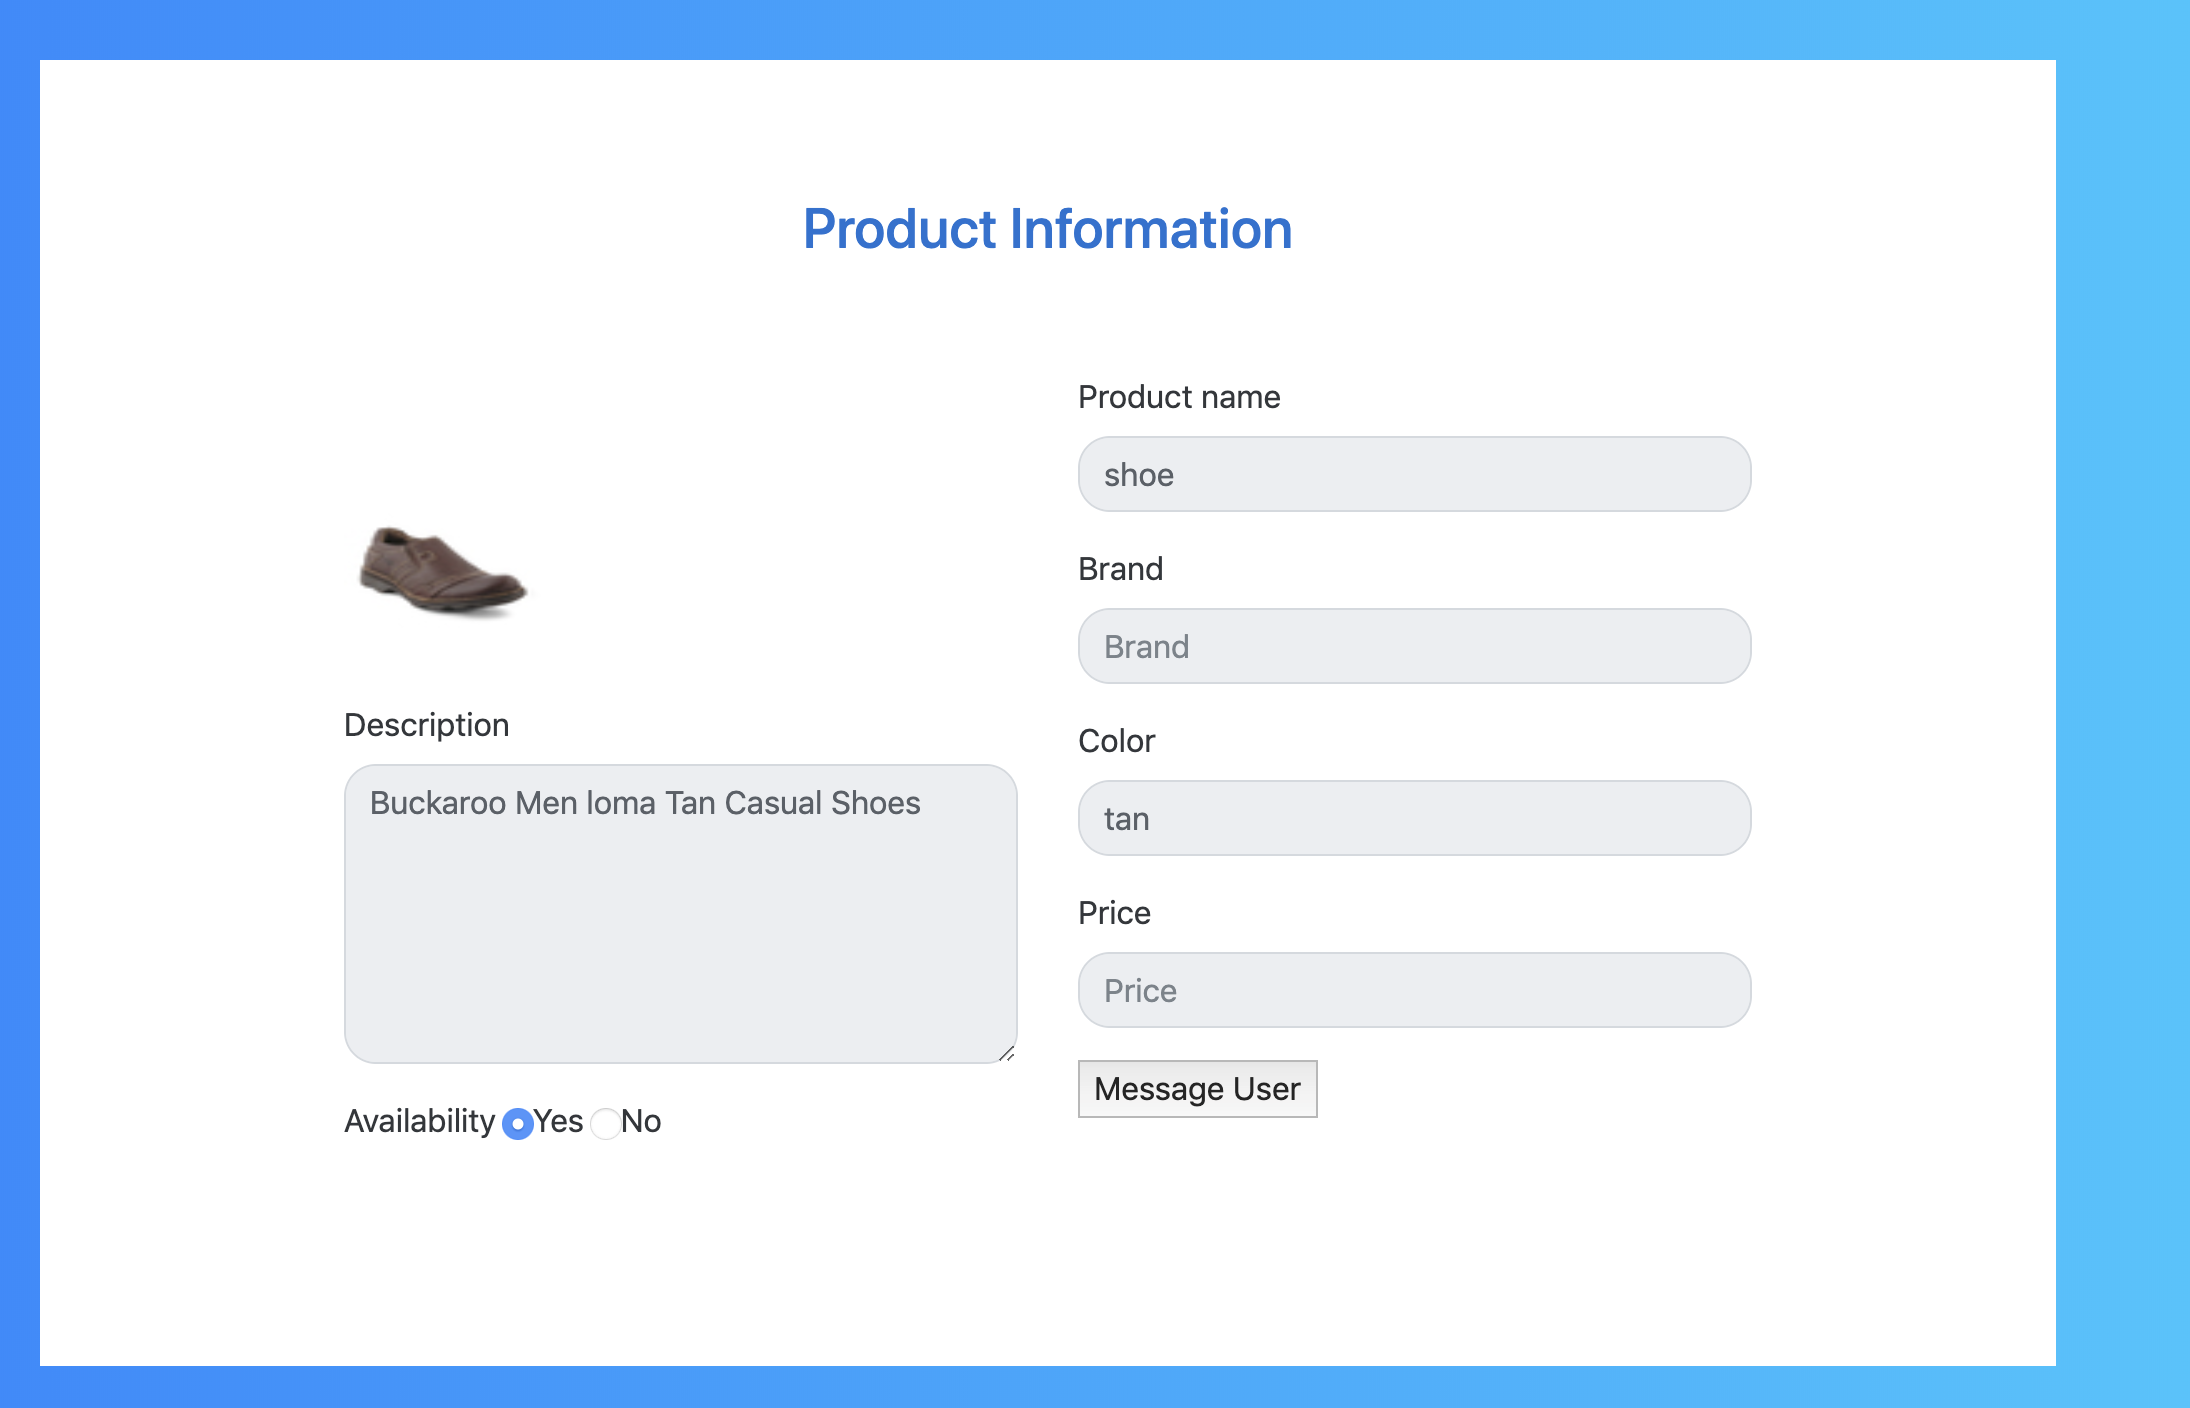 Product Information
Description
Buckaroo Men loma Tan Casual Shoes
Availability Yes No
Product name
shoe
Brand
Brand
Color
tan
Price
Price
Message User